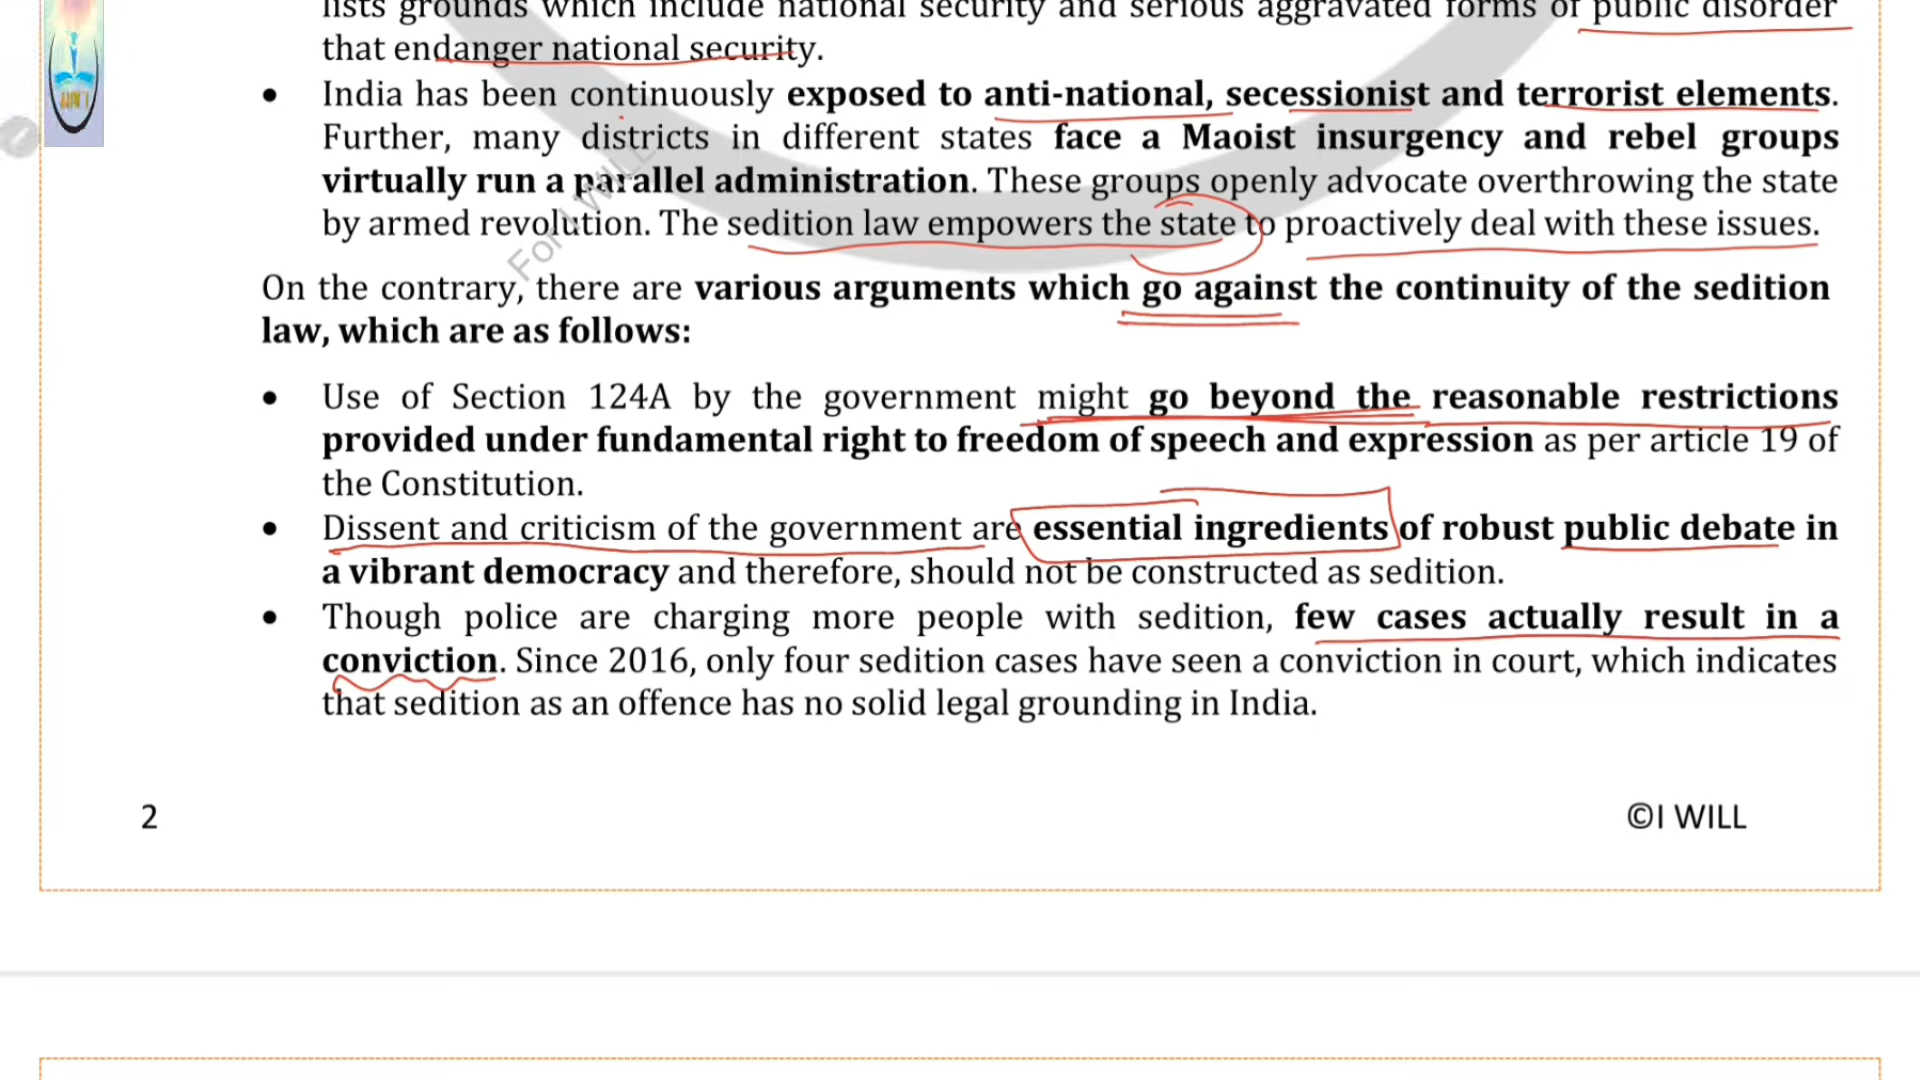 lists grounds which include national security and serious aggravated forms of public disorder
that endanger national security.
• India has been continuously exposed to anti-national, secessionist and terrorist elements.
Further, many districts in different states face a Maoist insurgency and rebel groups
virtually run a parallel administration. These groups openly advocate overthrowing the state
by armed revolution. The sedition law empowers the state to proactively deal with these issues.
For I WILL
On the contrary, there are various arguments which go against the continuity of the sedition
law, which are as follows:
• Use of Section 124A by the government might go beyond the reasonable restrictions
provided under fundamental right to freedom of speech and expression as per article 19 of
the Constitution.
• Dissent and criticism of the government are essential ingredients of robust public debate in
a vibrant democracy and therefore, should not be constructed as sedition.
• Though police are charging more people with sedition, few cases actually result in a
conviction. Since 2016, only four sedition cases have seen a conviction in court, which indicates
that sedition as an offence has no solid legal grounding in India.
2
©I WILL